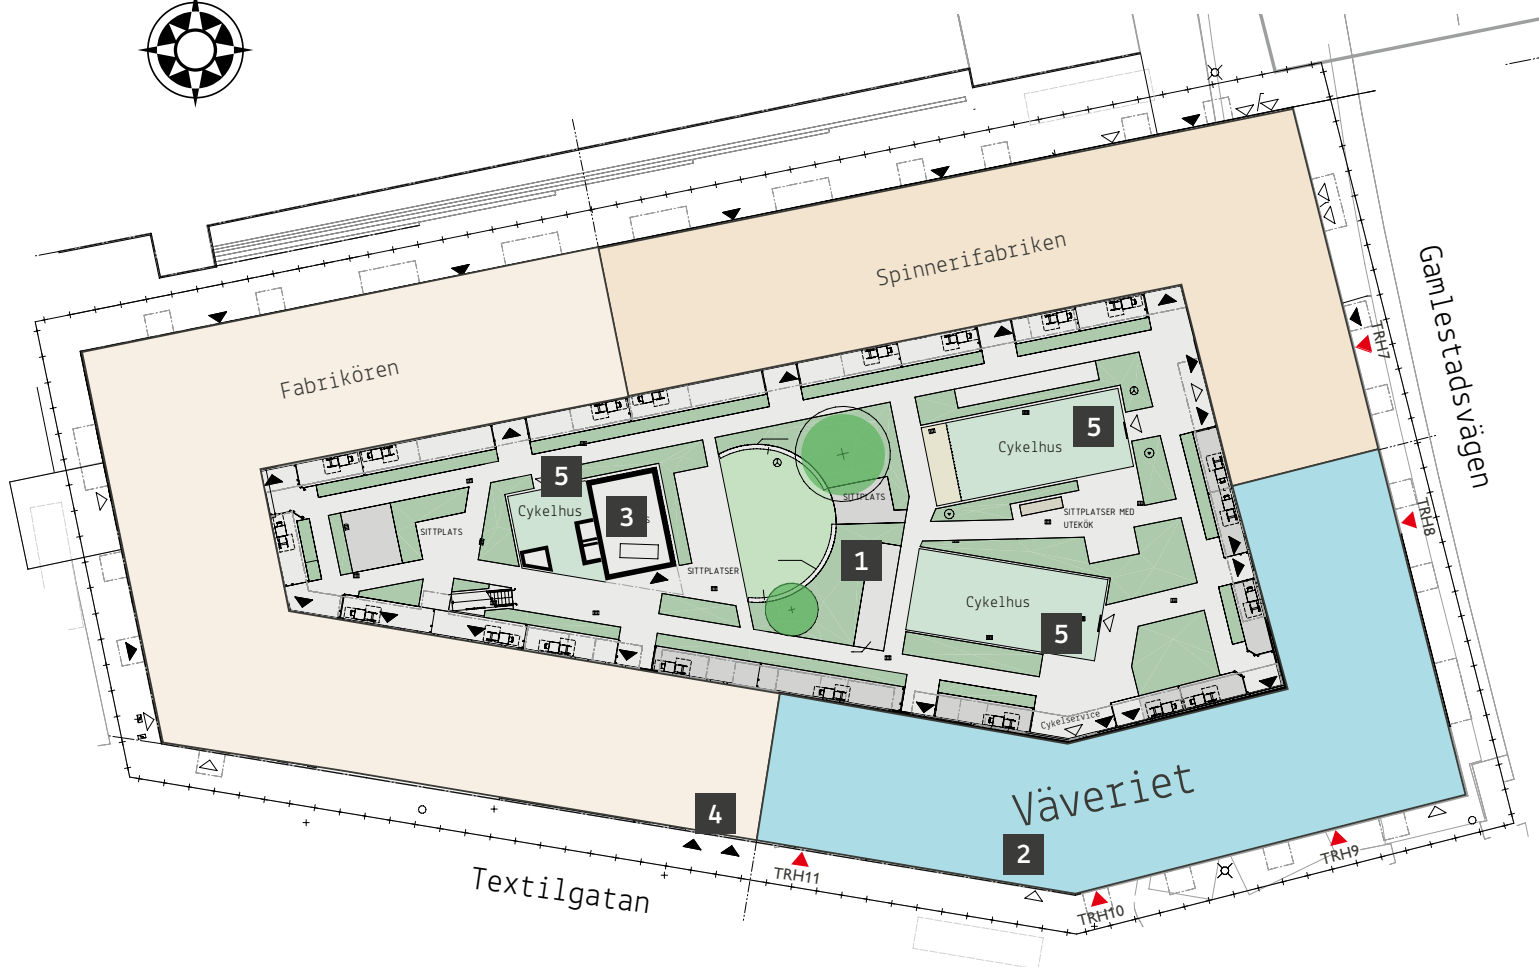 Spinnerifabriken
Gamlestadsvägen
Fabrikören
TRH7
5
Cykelhus
5
Cykelhus
3
SITTPLATS
SITTPLATS
SITTPLATSER MED
UTEKÖK
TRH8
1
SITTPLATSER
Cykelhus
5
Cykelservice
Väveriet
4
2
TRH11
TRH9
Textilgatan
TRH10